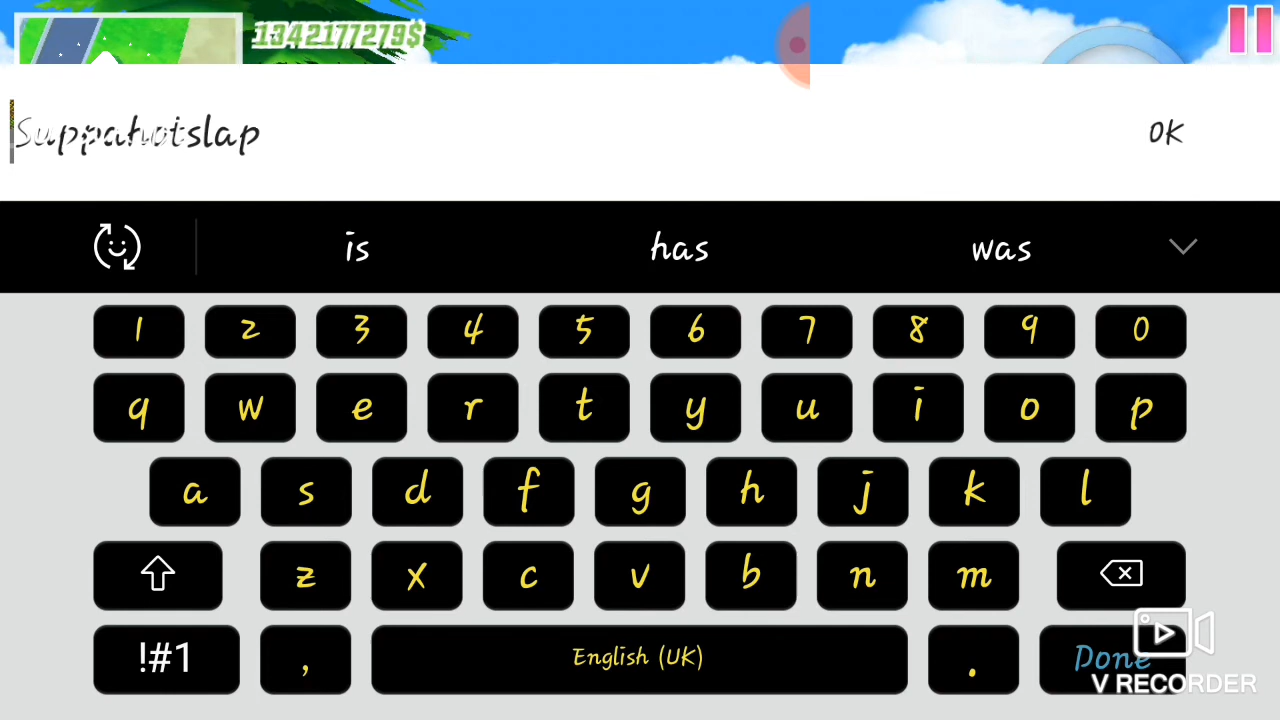 1342177279$
Suppahotslap
OK
is has was
1 2 3 4 5 6 7 8 9 0
q w e r t y u i o p
a s d f g h j k l
z x c v b n m
!#1 , English (UK) . Done
V RECORDER